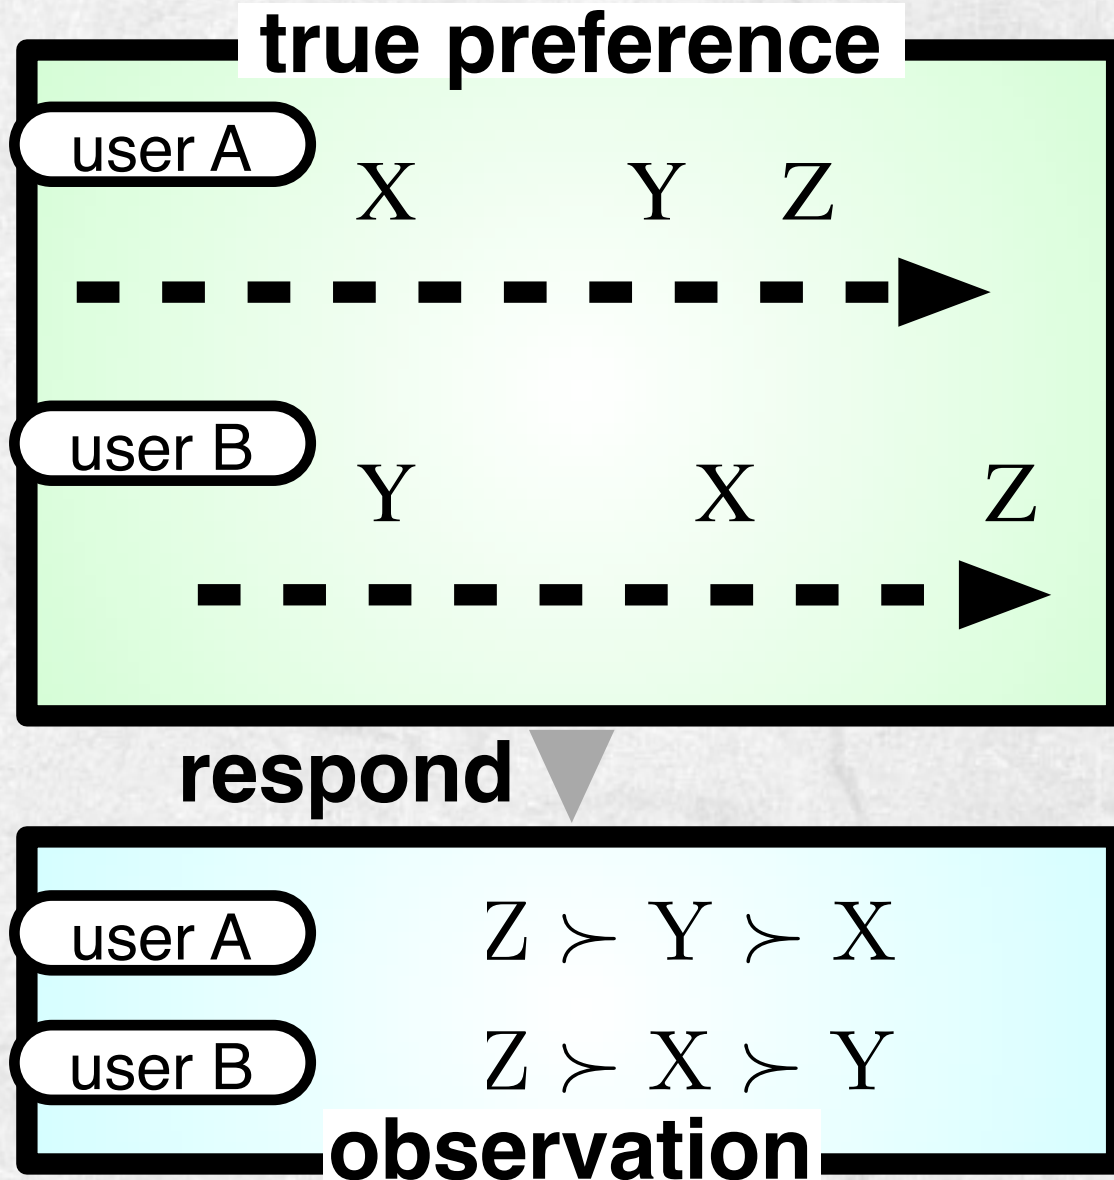 true preference
user A
X Y Z
user B
Y X Z
respond
user A Z ≻ Y ≻ X
user B Z ≻ X ≻ Y
observation